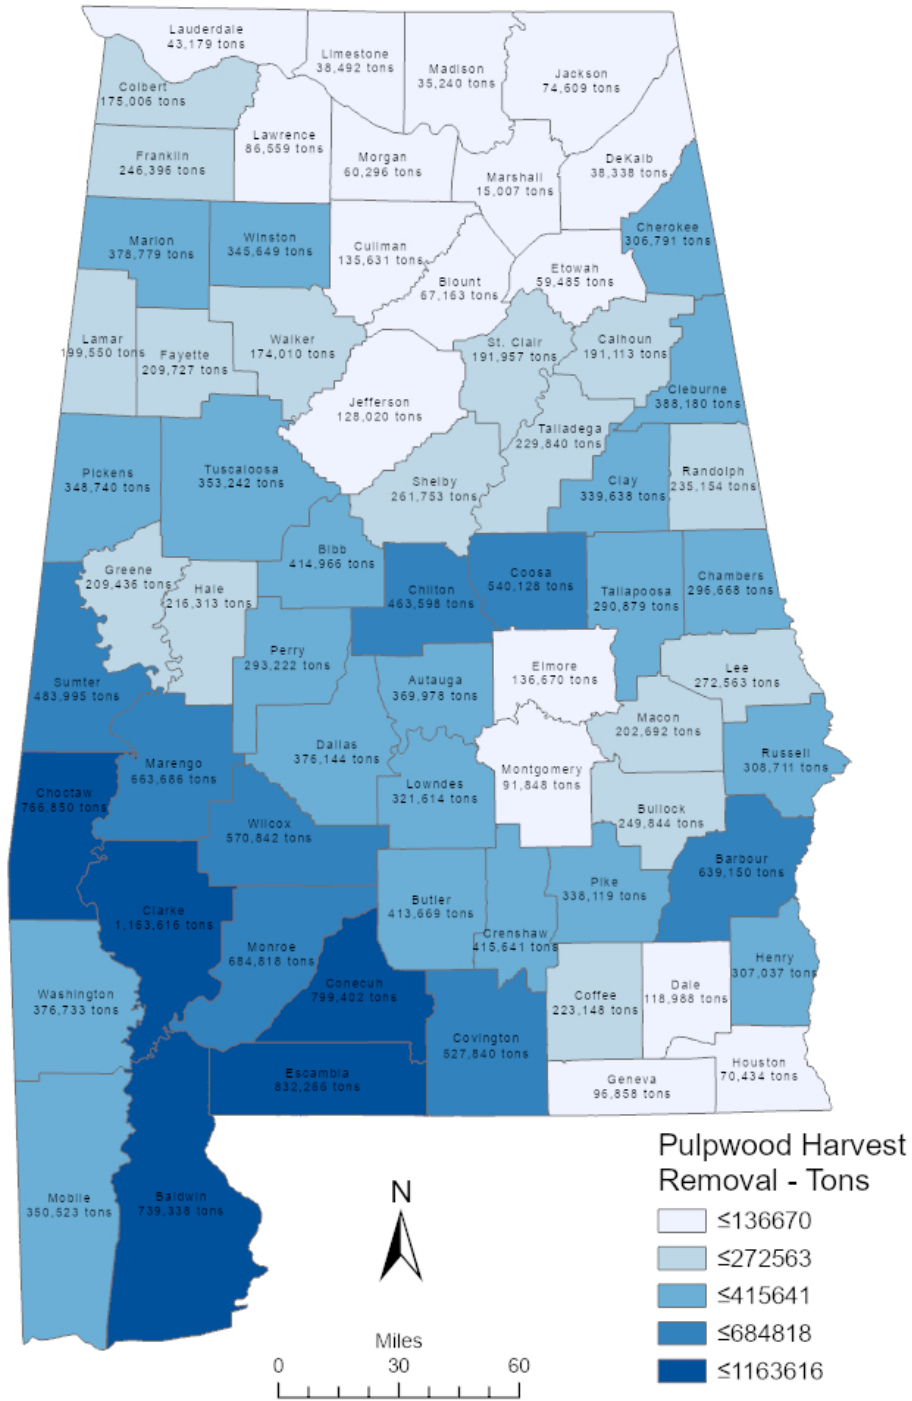 Lauderdale
43,179 tons
Limestone
38,492 tons
Madison
35,240 tons
Jackson
74,609 tons
Colbert
175,006 tons
Lawrence
86,559 tons
Franklin
246,396 tons
Morgan
60,296 tons
Marshall
15,007 tons
DeKalb
38,338 tons
Marion
378,779 tons
Winston
345,649 tons
Cullman
135,631 tons
Cherokee
306,791 tons
Blount
67,163 tons
Etowah
59,485 tons
Lamar
199,550 tons
Fayette
209,727 tons
Walker
174,010 tons
St. Clair
191,957 tons
Calhoun
191,113 tons
Jefferson
128,020 tons
Cleburne
388,180 tons
Talladega
229,840 tons
Pickens
348,740 tons
Tuscaloosa
353,242 tons
Shelby
261,753 tons
Clay
339,638 tons
Randolph
235,154 tons
Bibb
414,966 tons
Greene
209,436 tons
Hale
216,313 tons
Chilton
463,598 tons
Coosa
540,128 tons
Tallapoosa
290,879 tons
Chambers
296,668 tons
Perry
293,222 tons
Elmore
136,670 tons
Lee
272,563 tons
Sumter
483,995 tons
Autauga
369,978 tons
Macon
202,692 tons
Marengo
663,686 tons
Dallas
376,144 tons
Russell
308,711 tons
Choctaw
766,850 tons
Lowndes
321,614 tons
Montgomery
91,848 tons
Bullock
249,844 tons
Wilcox
570,842 tons
Barbour
639,150 tons
Clarke
1,163,616 tons
Butler
413,669 tons
Pike
338,119 tons
Monroe
684,818 tons
Crenshaw
415,641 tons
Henry
307,037 tons
Washington
376,733 tons
Conecuh
799,402 tons
Coffee
223,148 tons
Dale
118,988 tons
Covington
527,840 tons
Escambia
832,266 tons
Geneva
96,858 tons
Houston
70,434 tons
Mobile
350,523 tons
Baldwin
739,338 tons
Pulpwood Harvest
Removal - Tons
≤136670
≤272563
≤415641
≤684818
≤1163616
N
Miles
0 30 60